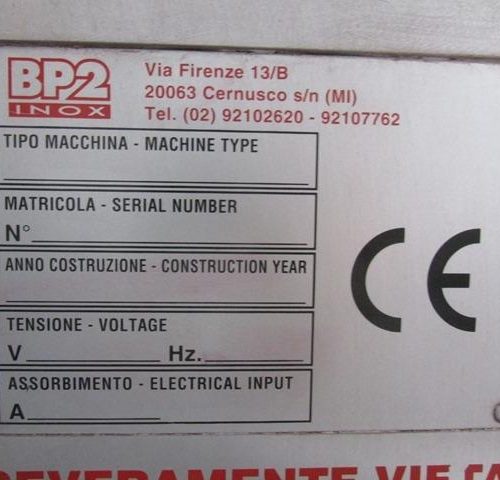 BP2
INOX
Via Firenze 13/B
20063 Cernusco s/n (MI)
Tel. (02) 92102620 - 92107762
TIPO MACCHINA - MACHINE TYPE
MATRICOLA - SERIAL NUMBER
N°
ANNO COSTRUZIONE - CONSTRUCTION YEAR
TENSIONE - VOLTAGE
V Hz.
ASSORBIMENTO - ELECTRICAL INPUT
A
CE